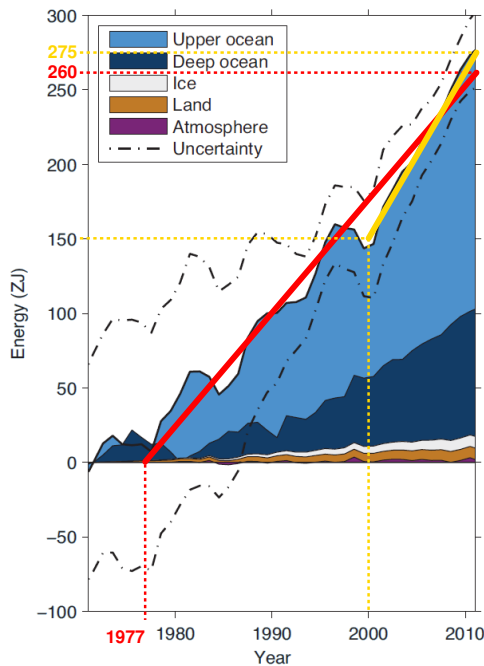 300
275
260
250
200
150
100
50
0
−50
−100
Energy (ZJ)
Upper ocean
Deep ocean
Ice
Land
Atmosphere
Uncertainty
1977
1980
1990
2000
2010
Year